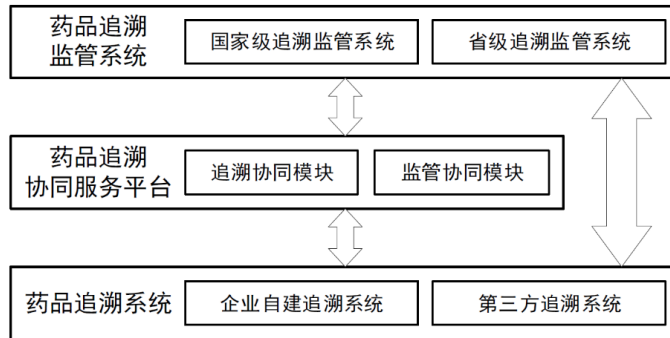 药品追溯
监管系统
国家级追溯监管系统
省级追溯监管系统
药品追溯
协同服务平台
追溯协同模块
监管协同模块
药品追溯系统
企业自建追溯系统
第三方追溯系统